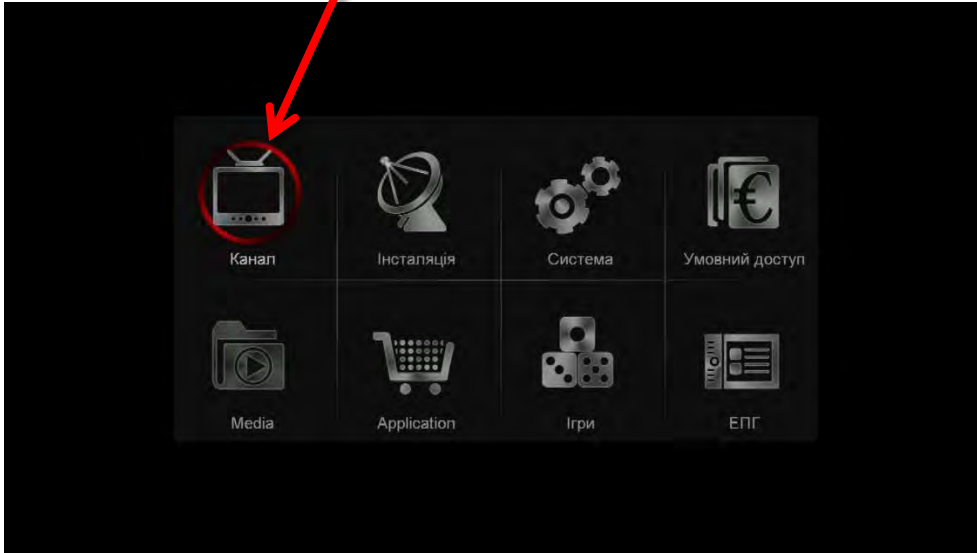 Канал
Інсталяція
Система
Умовний доступ
Media
Application
Ігри
ЕПГ